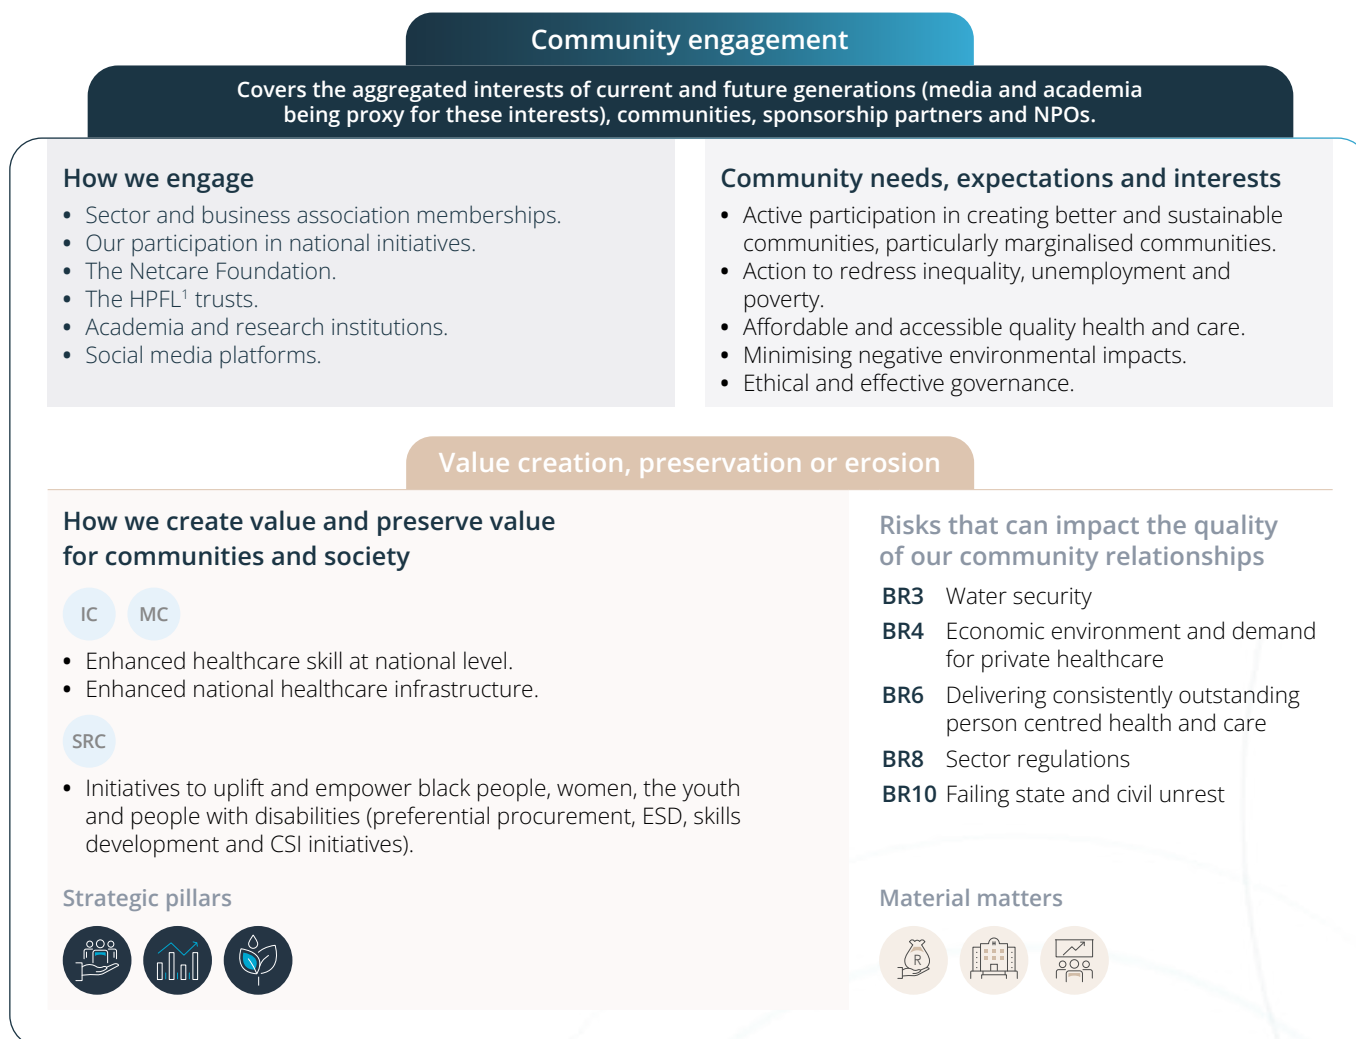 Community engagement
Covers the aggregated interests of current and future generations (media and academia
being proxy for these interests), communities, sponsorship partners and NPOs.
How we engage
• Sector and business association memberships.
• Our participation in national initiatives.
• The Netcare Foundation.
• The HPFL¹ trusts.
• Academia and research institutions.
• Social media platforms.
Community needs, expectations and interests
• Active participation in creating better and sustainable
communities, particularly marginalised communities.
• Action to redress inequality, unemployment and
poverty.
• Affordable and accessible quality health and care.
• Minimising negative environmental impacts.
• Ethical and effective governance.
Value creation, preservation or erosion
How we create value and preserve value
for communities and society
IC MC
• Enhanced healthcare skill at national level.
• Enhanced national healthcare infrastructure.
SRC
• Initiatives to uplift and empower black people, women, the youth
and people with disabilities (preferential procurement, ESD, skills
development and CSI initiatives).
Strategic pillars
Risks that can impact the quality
of our community relationships
BR3 Water security
BR4 Economic environment and demand
for private healthcare
BR6 Delivering consistently outstanding
person centred health and care
BR8 Sector regulations
BR10 Failing state and civil unrest
Material matters
R